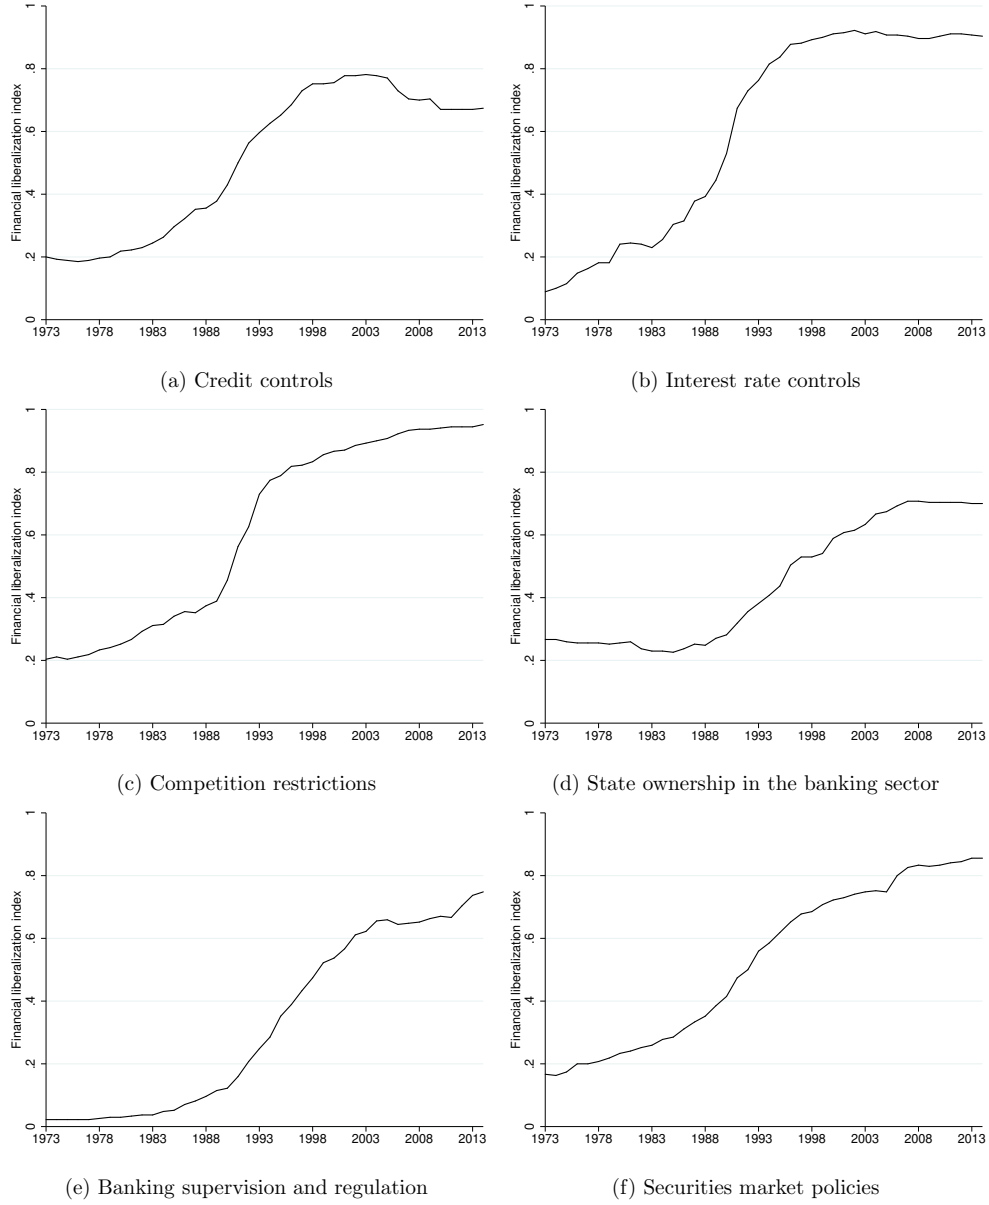 Financial liberalization index
1
.8
.6
.4
.2
0
1973 1978 1983 1988 1993 1998 2003 2008 2013
(a) Credit controls
Financial liberalization index
1
.8
.6
.4
.2
0
1973 1978 1983 1988 1993 1998 2003 2008 2013
(b) Interest rate controls
Financial liberalization index
1
.8
.6
.4
.2
0
1973 1978 1983 1988 1993 1998 2003 2008 2013
(c) Competition restrictions
Financial liberalization index
1
.8
.6
.4
.2
0
1973 1978 1983 1988 1993 1998 2003 2008 2013
(d) State ownership in the banking sector
Financial liberalization index
1
.8
.6
.4
.2
0
1973 1978 1983 1988 1993 1998 2003 2008 2013
(e) Banking supervision and regulation
Financial liberalization index
1
.8
.6
.4
.2
0
1973 1978 1983 1988 1993 1998 2003 2008 2013
(f) Securities market policies